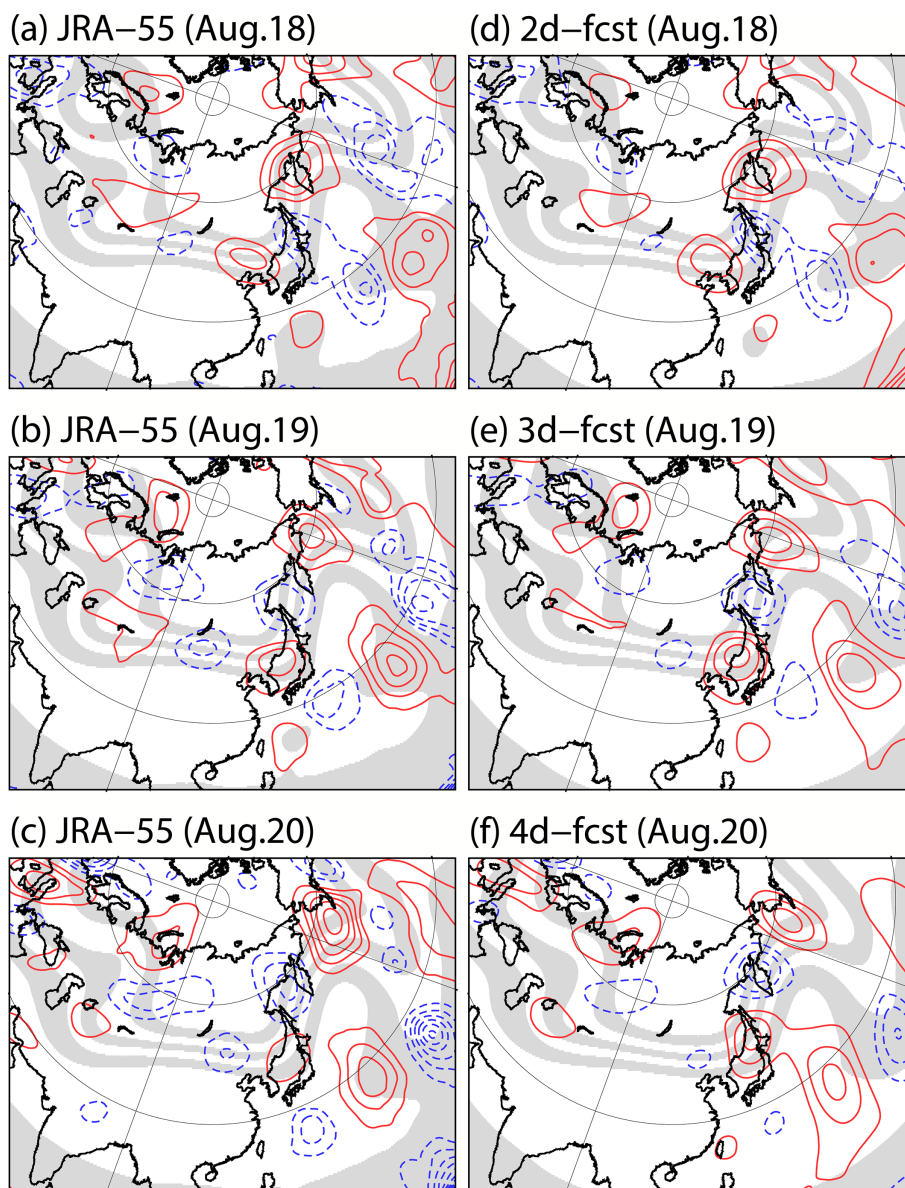 (a) JRA−55 (Aug.18)
(d) 2d−fcst (Aug.18)
(b) JRA−55 (Aug.19)
(e) 3d−fcst (Aug.19)
(c) JRA−55 (Aug.20)
(f) 4d−fcst (Aug.20)